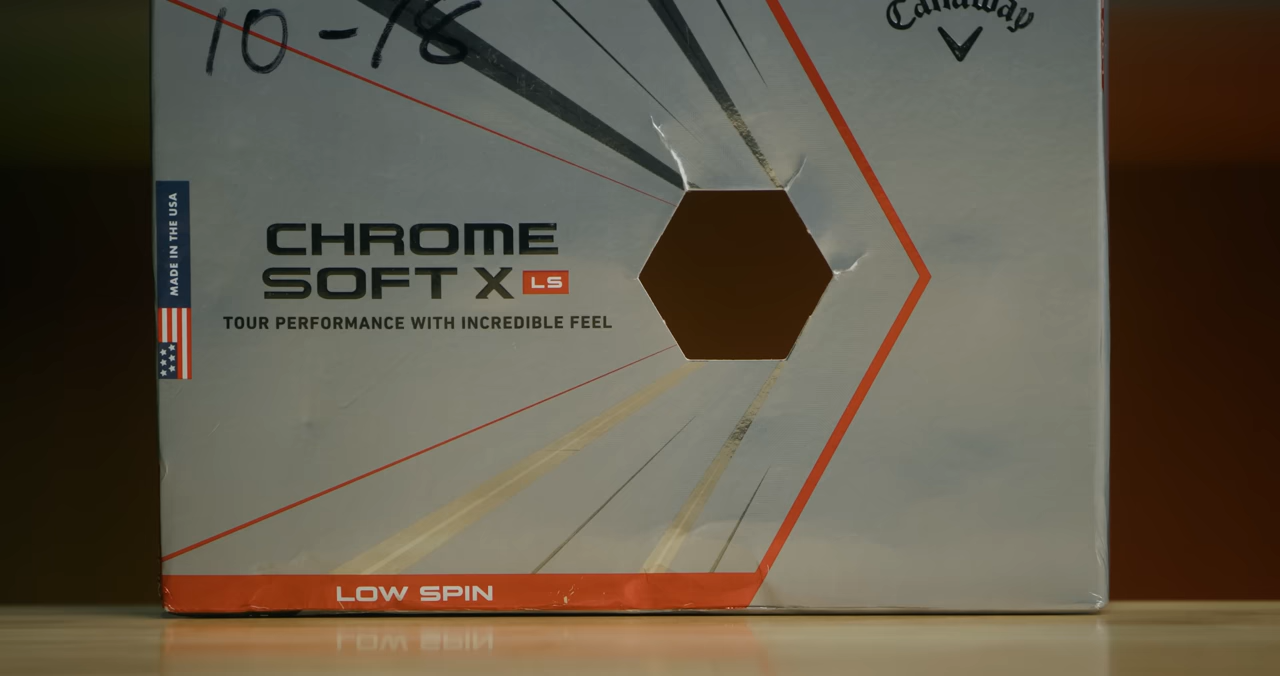 10-18
Callaway
MADE IN THE USA
CHROME
SOFT X LS
TOUR PERFORMANCE WITH INCREDIBLE FEEL
LOW SPIN